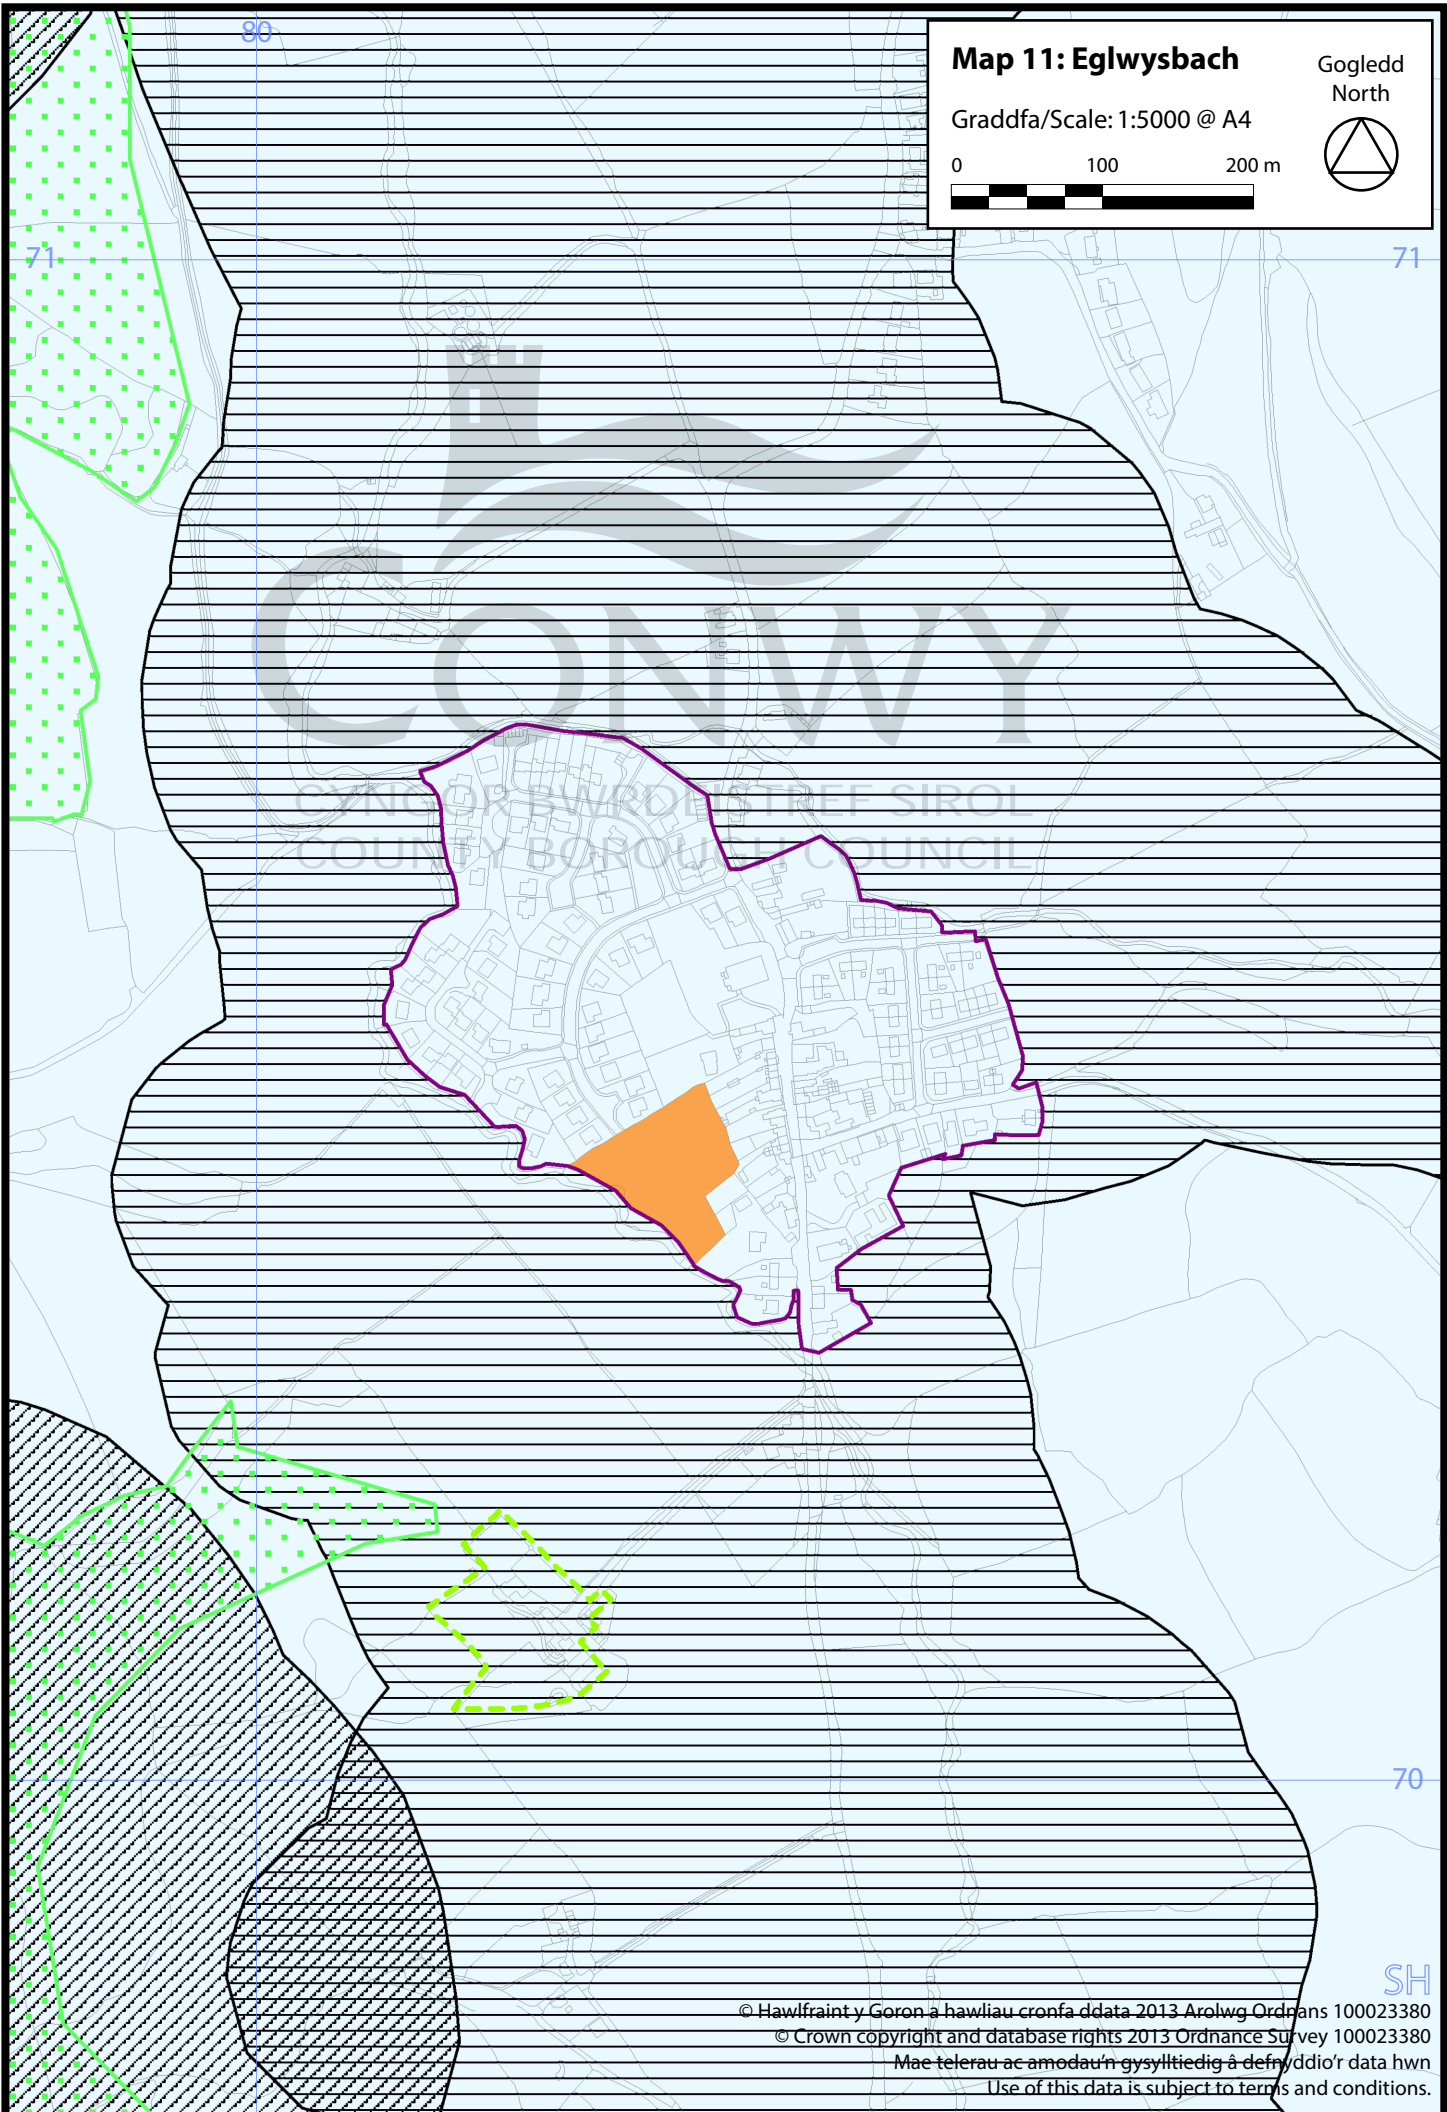 80
Map 11: Eglwysbach
Gogledd
North
Graddfa/Scale: 1:5000 @ A4
0 100 200 m
71
71
CONWY
CYNGOR BWRDEISTREF SIROL
COUNTY BOROUGH COUNCIL
70
SH
© Hawlfraint y Goron a hawliau cronfa ddata 2013 Arolwg Ordnans 100023380
© Crown copyright and database rights 2013 Ordnance Survey 100023380
Mae telerau ac amodau'n gysylltiedig â defnyddio'r data hwn
Use of this data is subject to terms and conditions.